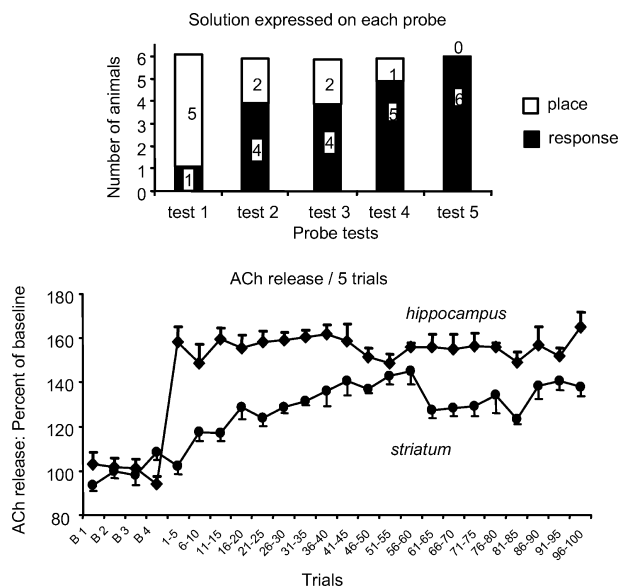 Solution expressed on each probe
Number of animals
6
5
4
3
2
1
0
5
1
2
4
2
4
1
5
0
6
place
response
test 1 test 2 test 3 test 4 test 5
Probe tests
ACh release / 5 trials
ACh release: Percent of baseline
180
160
140
120
100
80
hippocampus
striatum
B 1 B 2 B 3 B 4 1-5 6-10 11-15 16-20 21-25 26-30 31-35 36-40 41-45 46-50 51-55 56-60 61-65 66-70 71-75 76-80 81-85 86-90 91-95 96-100
Trials